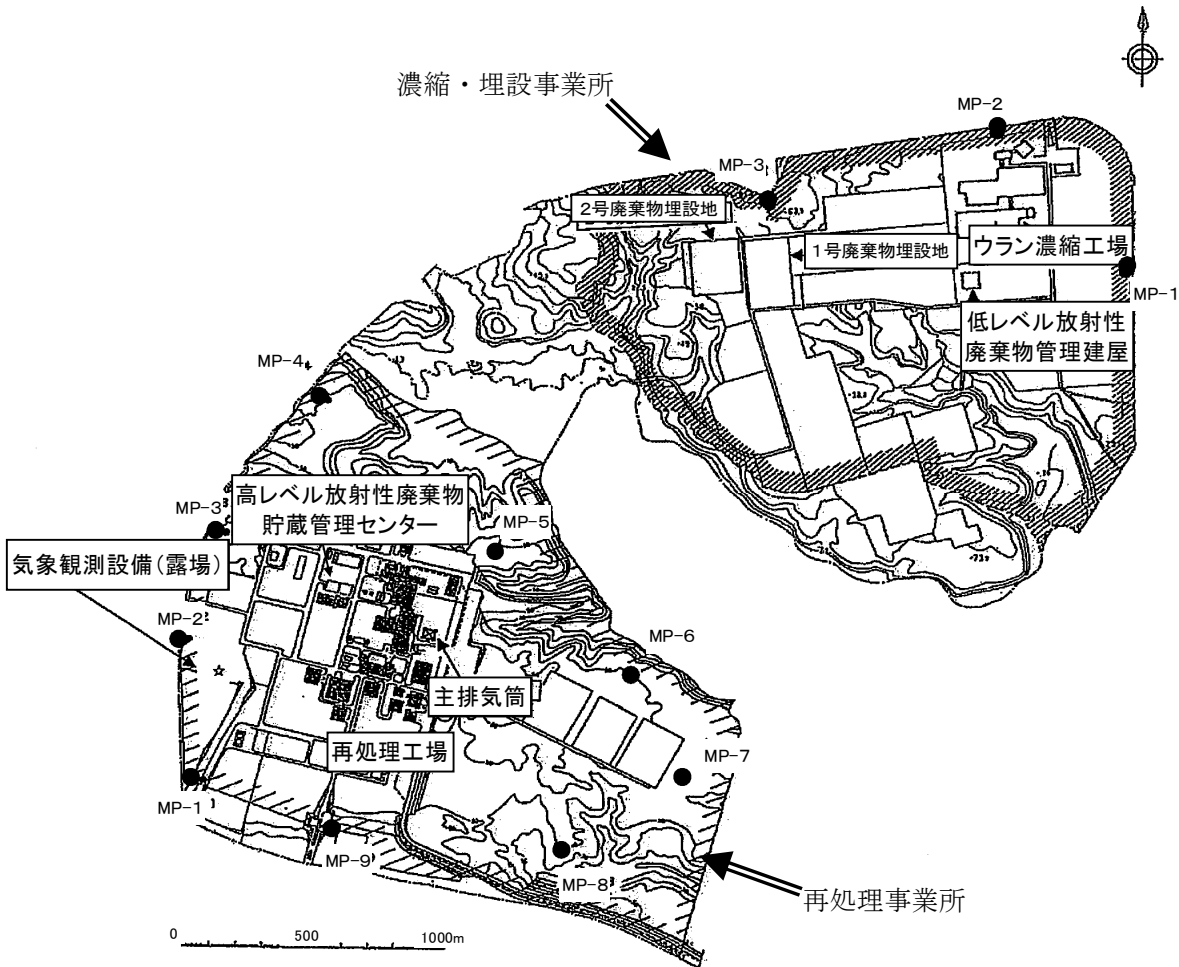 濃縮・埋設事業所
MP-2
MP-3
2号廃棄物埋設地
1号廃棄物埋設地
ウラン濃縮工場
MP-1
低レベル放射性
廃棄物管理建屋
MP-4
高レベル放射性廃棄物
貯蔵管理センター
MP-3
MP-5
気象観測設備(露場)
MP-2
MP-6
主排気筒
再処理工場
MP-7
MP-1
MP-9
MP-8
再処理事業所
0 500 1000m